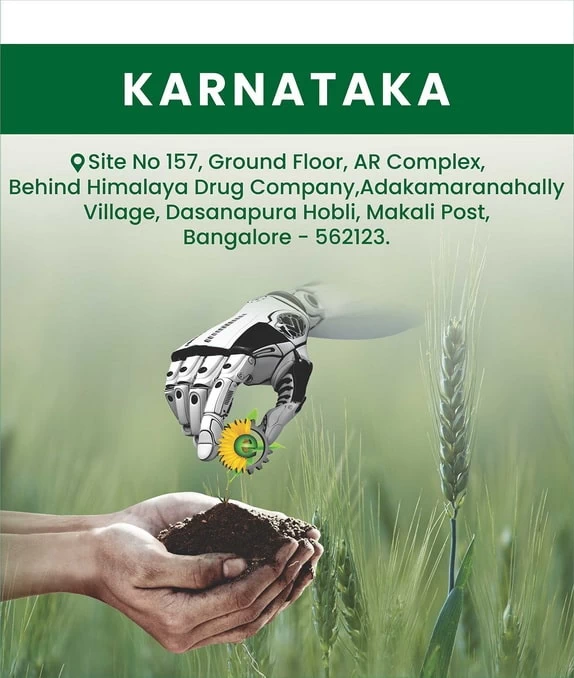 KARNATAKA
Site No 157, Ground Floor, AR Complex,
Behind Himalaya Drug Company,Adakamaranahally
Village, Dasanapura Hobli, Makali Post,
Bangalore - 562123.
e